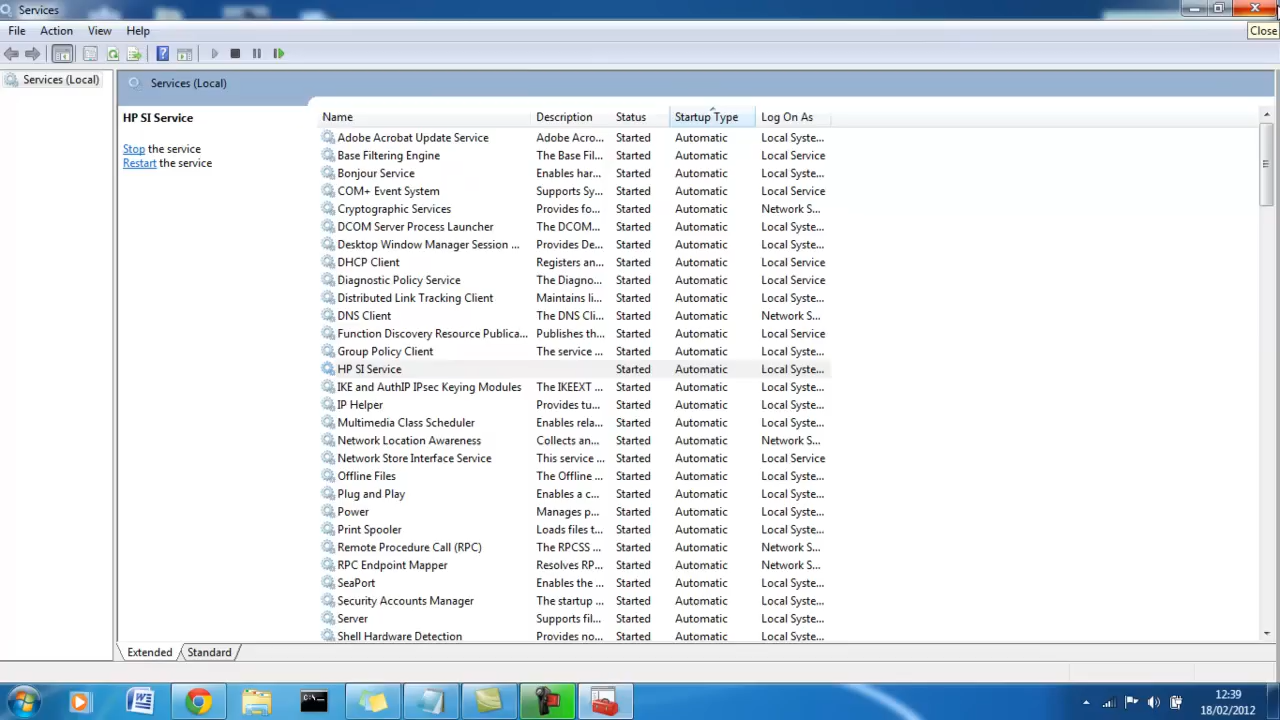 Services
File Action View Help
Close
Services (Local)
Services (Local)
HP SI Service
Stop the service
Restart the service
Name Description Status Startup Type Log On As
Adobe Acrobat Update Service Adobe Acro... Started Automatic Local Syste...
Base Filtering Engine The Base Fil... Started Automatic Local Service
Bonjour Service Enables har... Started Automatic Local Syste...
COM+ Event System Supports Sy... Started Automatic Local Service
Cryptographic Services Provides fo... Started Automatic Network S...
DCOM Server Process Launcher The DCOM... Started Automatic Local Syste...
Desktop Window Manager Session ... Provides De... Started Automatic Local Syste...
DHCP Client Registers an... Started Automatic Local Service
Diagnostic Policy Service The Diagno... Started Automatic Local Service
Distributed Link Tracking Client Maintains li... Started Automatic Local Syste...
DNS Client The DNS Cli... Started Automatic Network S...
Function Discovery Resource Publica... Publishes th... Started Automatic Local Service
Group Policy Client The service ... Started Automatic Local Syste...
HP SI Service Started Automatic Local Syste...
IKE and AuthIP IPsec Keying Modules The IKEEXT ... Started Automatic Local Syste...
IP Helper Provides tu... Started Automatic Local Syste...
Multimedia Class Scheduler Enables rela... Started Automatic Local Syste...
Network Location Awareness Collects an... Started Automatic Network S...
Network Store Interface Service This service ... Started Automatic Local Service
Offline Files The Offline ... Started Automatic Local Syste...
Plug and Play Enables a c... Started Automatic Local Syste...
Power Manages p... Started Automatic Local Syste...
Print Spooler Loads files t... Started Automatic Local Syste...
Remote Procedure Call (RPC) The RPCSS ... Started Automatic Network S...
RPC Endpoint Mapper Resolves RP... Started Automatic Network S...
SeaPort Enables the ... Started Automatic Local Syste...
Security Accounts Manager The startup ... Started Automatic Local Syste...
Server Supports fil... Started Automatic Local Syste...
Shell Hardware Detection Provides no... Started Automatic Local Syste...
Extended Standard
12:39
18/02/2012